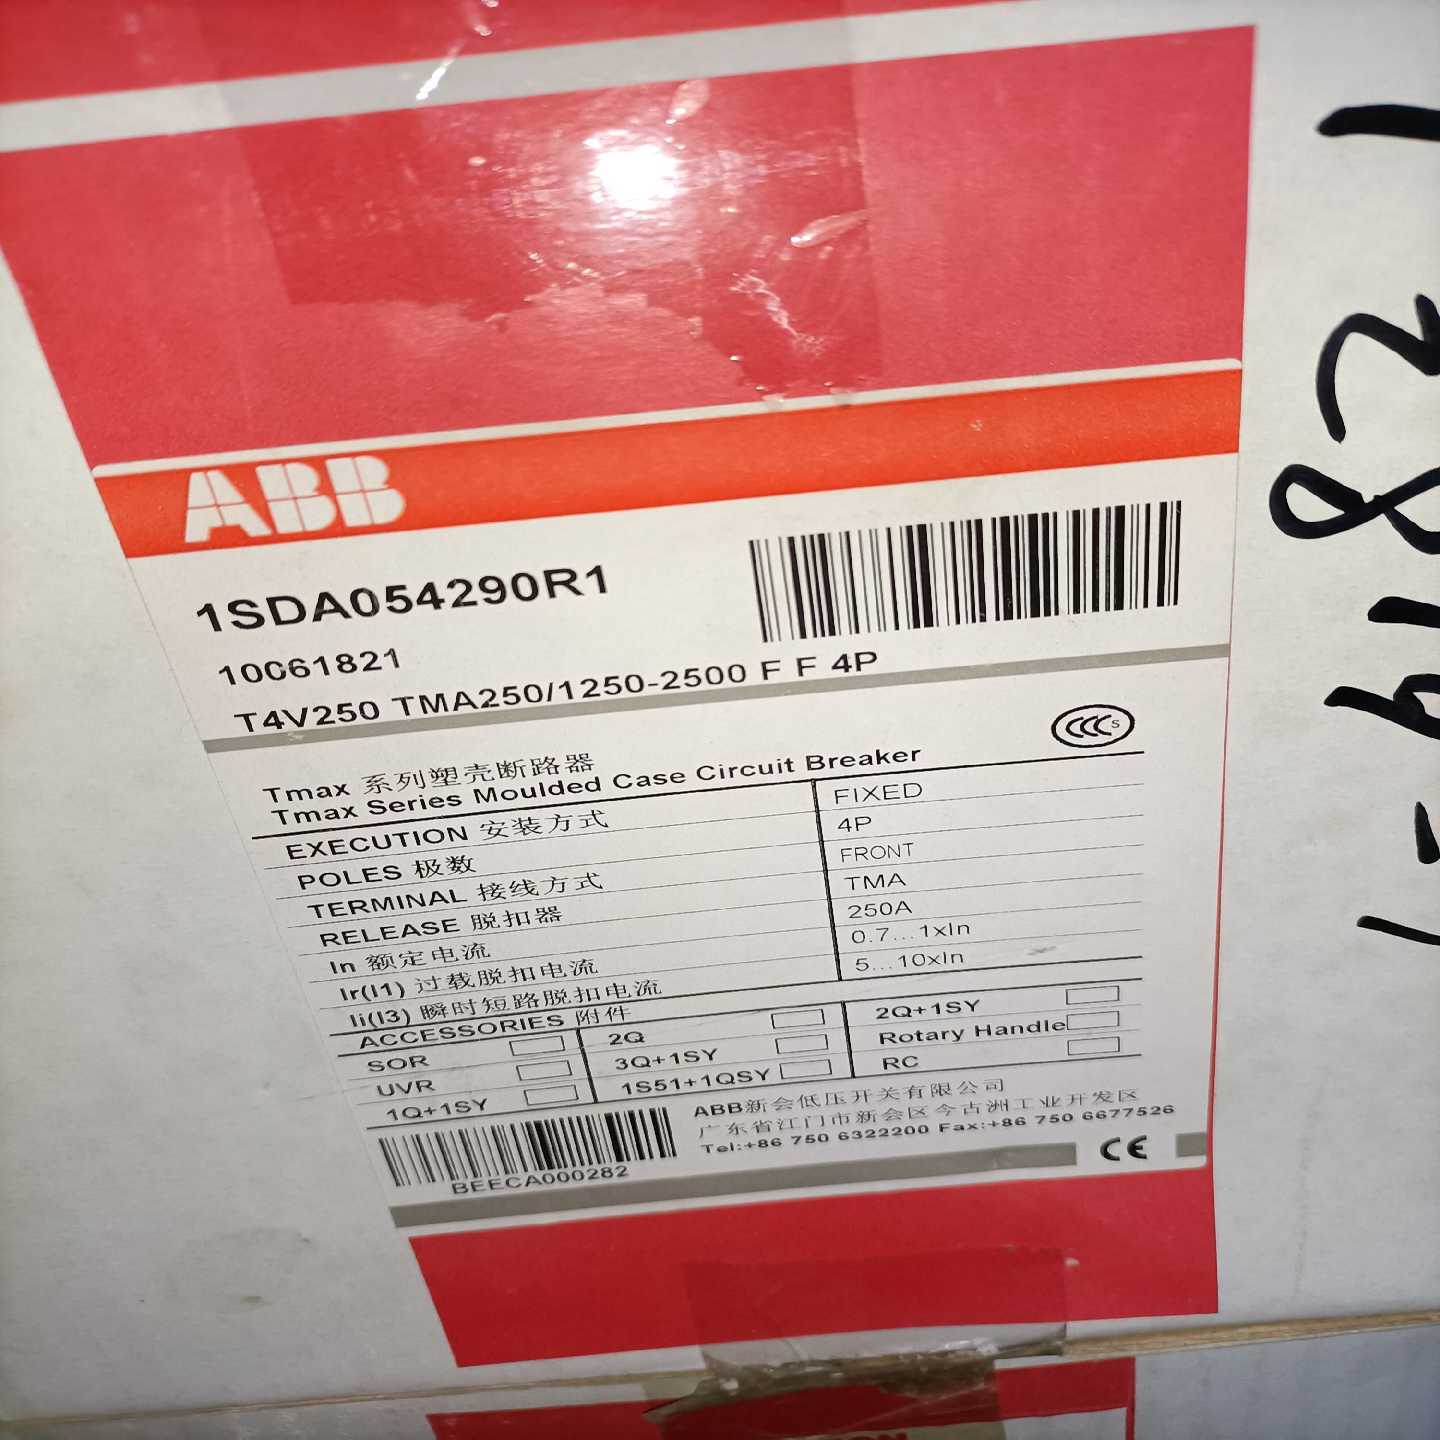 ABB
1SDA054290R1
10061821
T4V250 TMA250/1250-2500 F F 4P
CCC S
Tmax 系列塑壳断路器
Tmax Series Moulded Case Circuit Breaker
EXECUTION 安装方式 FIXED
POLES 极数 4P
TERMINAL 接线方式 FRONT
RELEASE 脱扣器 TMA
In 额定电流 250A
Ir(I1) 过载脱扣电流 0.7...1xIn
Ii(I3) 瞬时短路脱扣电流 5...10xIn
ACCESSORIES 附件
SOR 2Q 2Q+1SY
UVR 3Q+1SY Rotary Handle
1Q+1SY 1S51+1QSY RC
ABB新会低压开关有限公司
广东省江门市新会区今古洲工业开发区
Tel:+86 750 6322200 Fax:+86 750 6677526
BEECA000282
CE